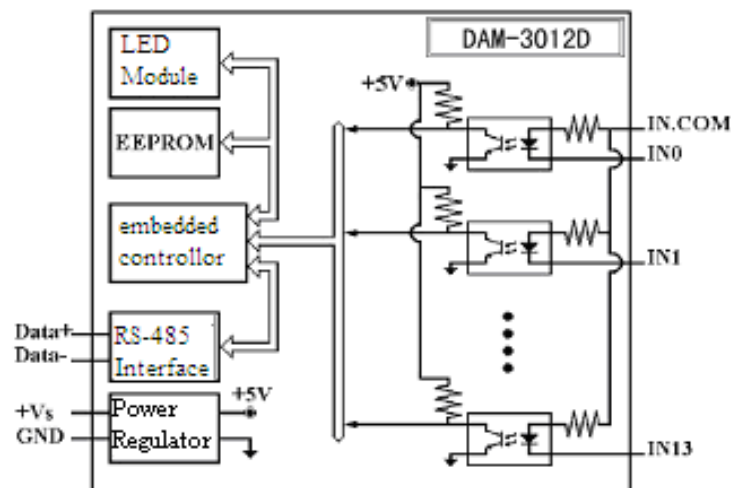 DAM-3012D
LED
Module
EEPROM
embedded
controllor
RS-485
Interface
Data+
Data-
Power
Regulator
+Vs
GND
+5V
+5V
IN.COM
IN0
IN1
IN13